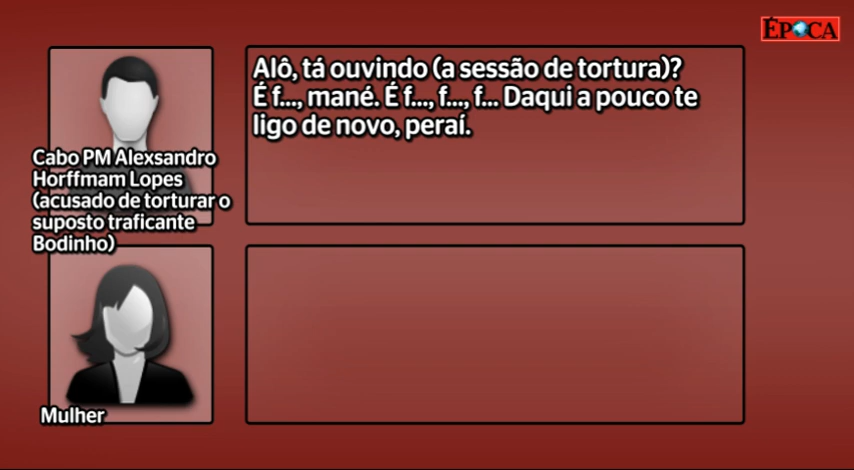 ÉPOCA
Alô, tá ouvindo (a sessão de tortura)?
É f..., mané. É f..., f..., f... Daqui a pouco te
ligo de novo, peraí.
Cabo PM Alexsandro
Horffmam Lopes
(acusado de torturar o
suposto traficante
Bodinho)
Mulher